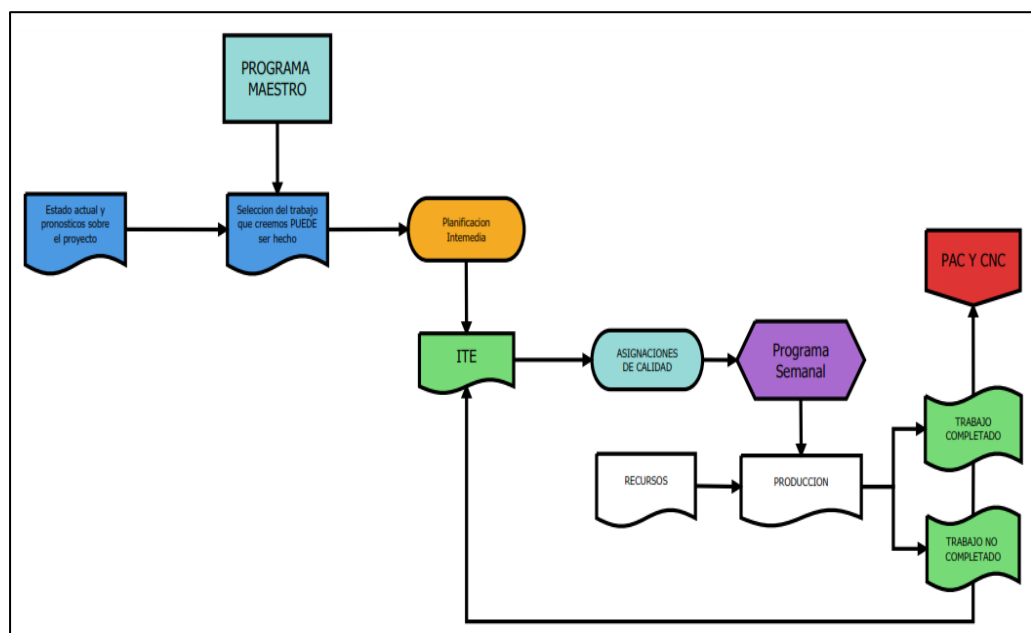 PROGRAMA
MAESTRO
Estado actual y
pronosticos sobre
el proyecto
Seleccion del trabajo
que creemos PUEDE
ser hecho
Planificacion
Intemedia
PAC Y CNC
ITE
ASIGNACIONES
DE CALIDAD
Programa
Semanal
TRABAJO
COMPLETADO
RECURSOS
PRODUCCION
TRABAJO NO
COMPLETADO